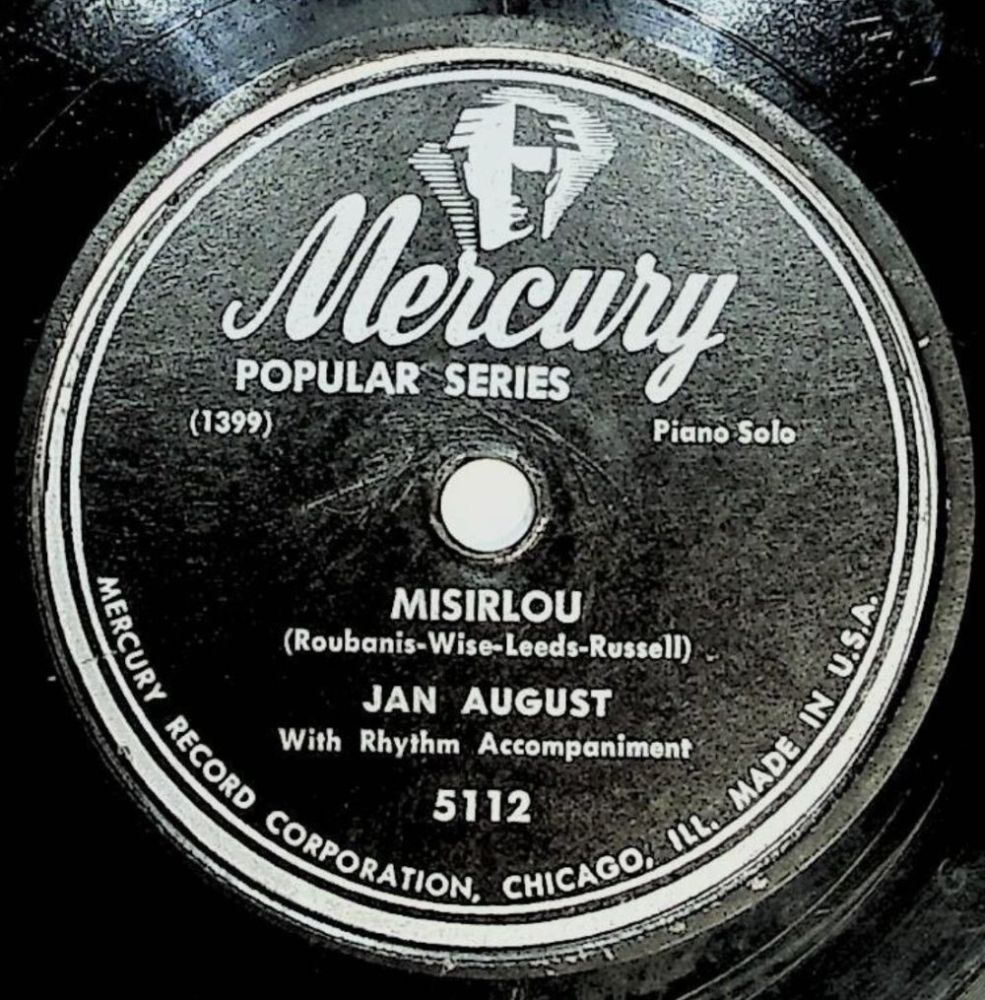 Mercury
POPULAR SERIES
(1399)
Piano Solo
MISIRLOU
(Roubanis-Wise-Leeds-Russell)
JAN AUGUST
With Rhythm Accompaniment
5112
MERCURY RECORD CORPORATION, CHICAGO, ILL. MADE IN U.S.A.